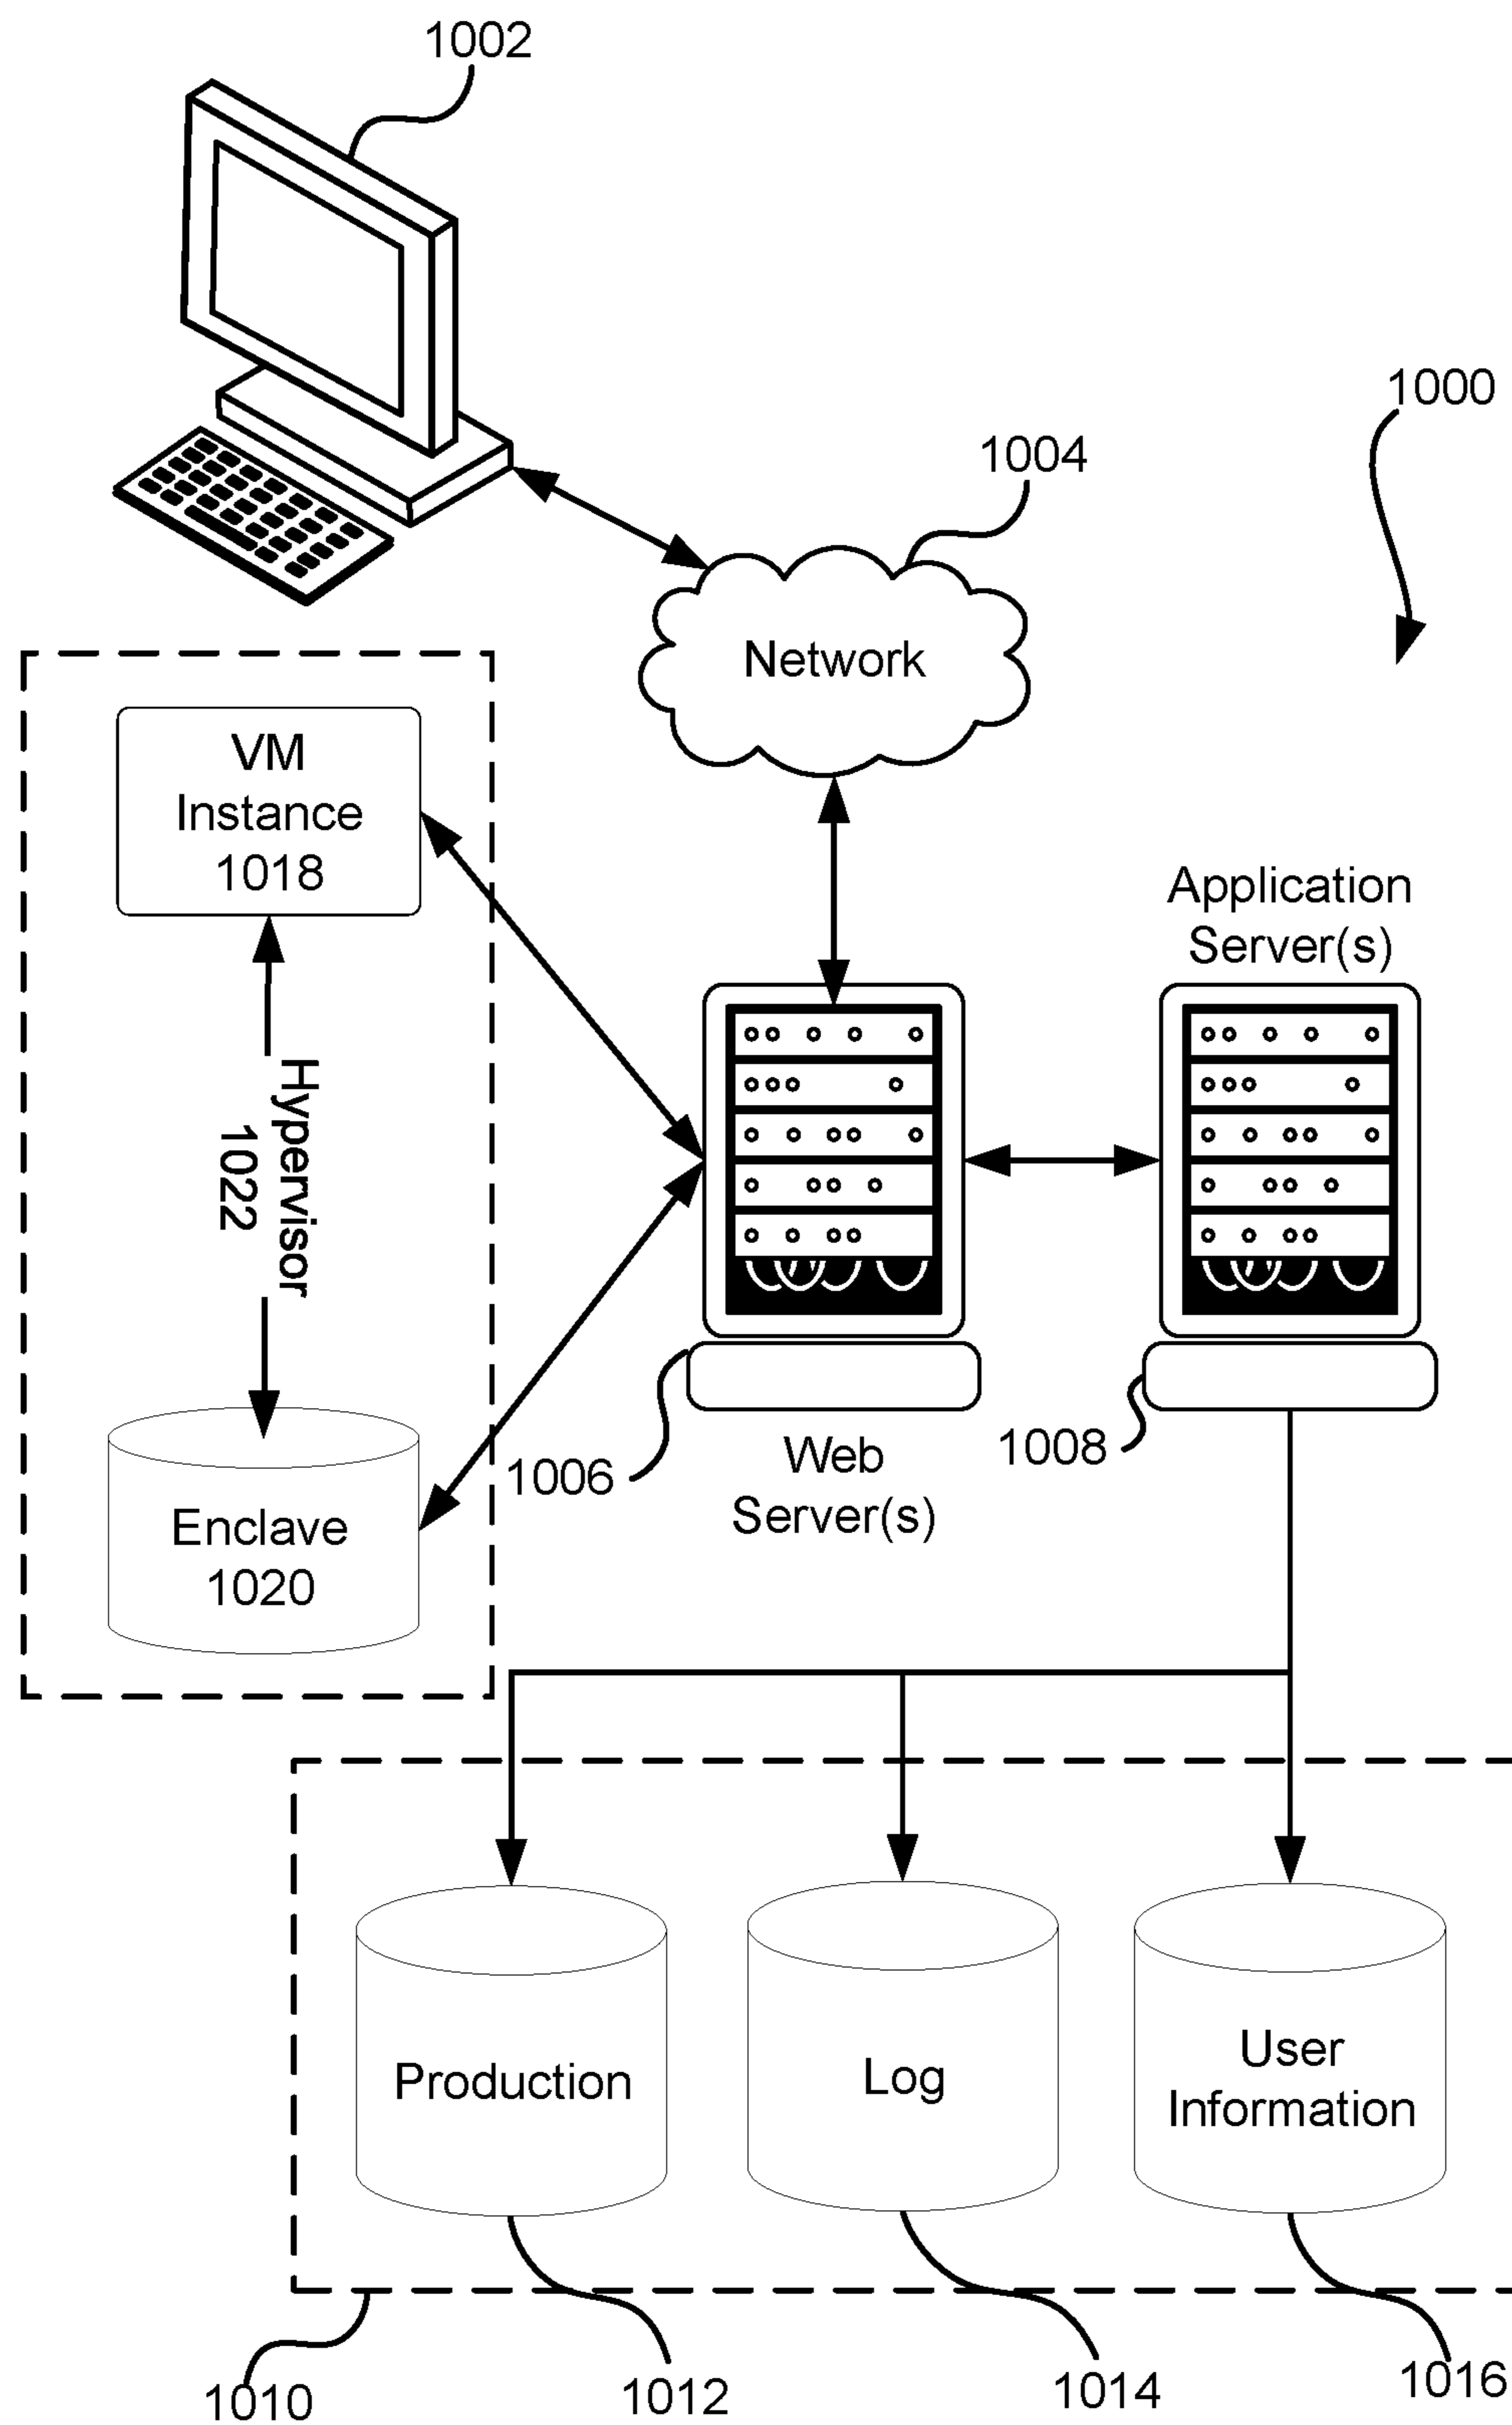 1002
1000
1004
Network
VM
Instance
1018
Application
Server(s)
Hypervisor
1022
1008
1006
Web
Server(s)
Enclave
1020
Production
Log
User
Information
1010
1012
1014
1016